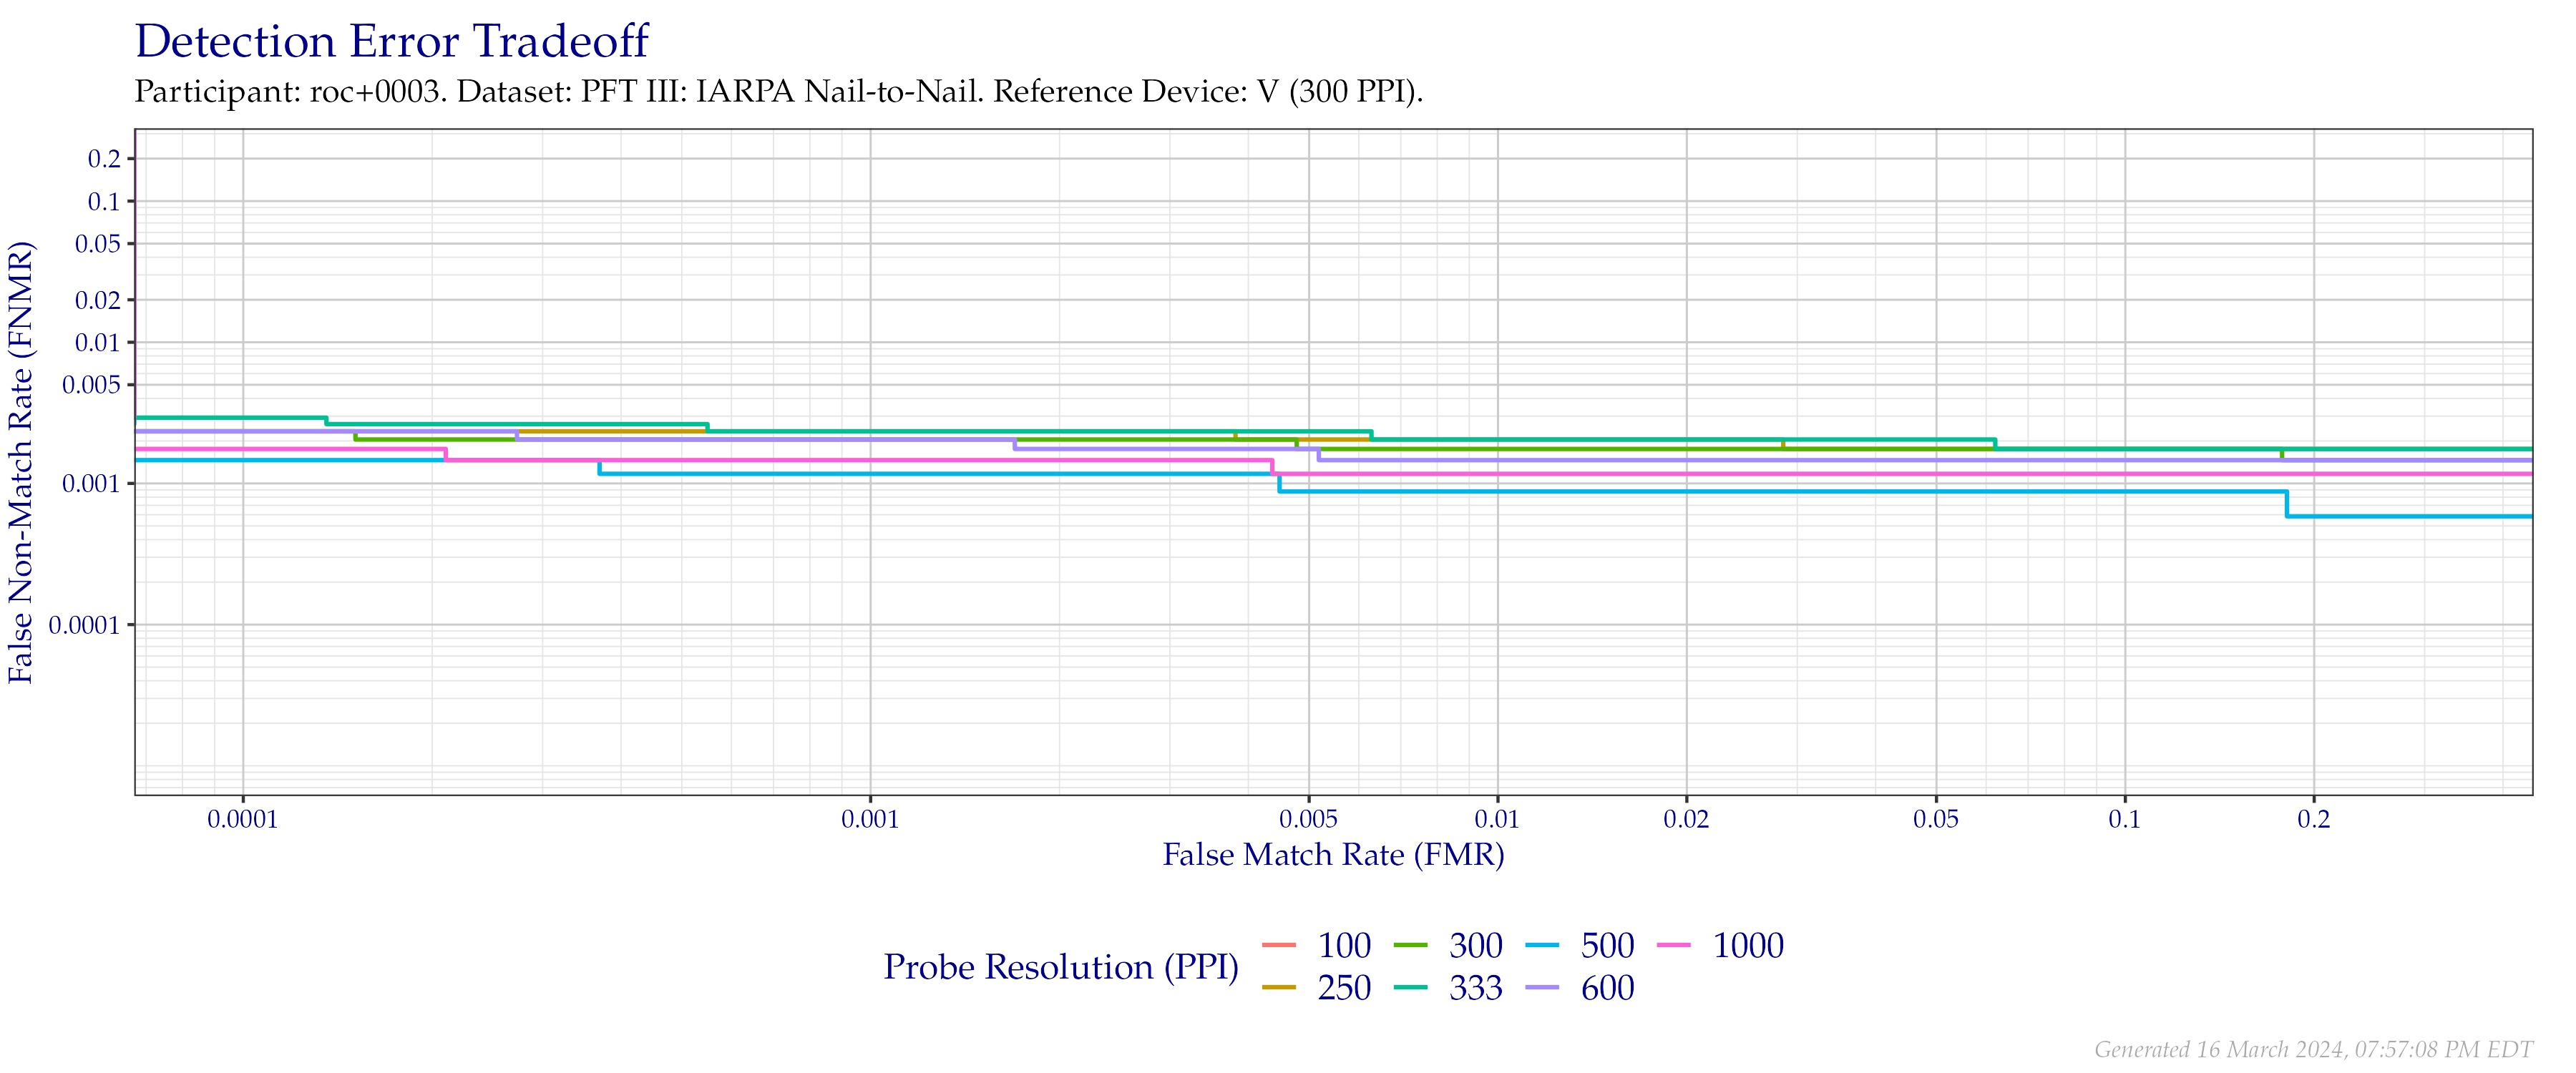 Detection Error Tradeoff
Participant: roc+0003. Dataset: PFT III: IARPA Nail-to-Nail. Reference Device: V (300 PPI).
False Non-Match Rate (FNMR)
0.2
0.1
0.05
0.02
0.01
0.005
0.001
0.0001
0.0001 0.001 0.005 0.01 0.02 0.05 0.1 0.2
False Match Rate (FMR)
Probe Resolution (PPI)
100 300 500 1000
250 333 600
Generated 16 March 2024, 07:57:08 PM EDT